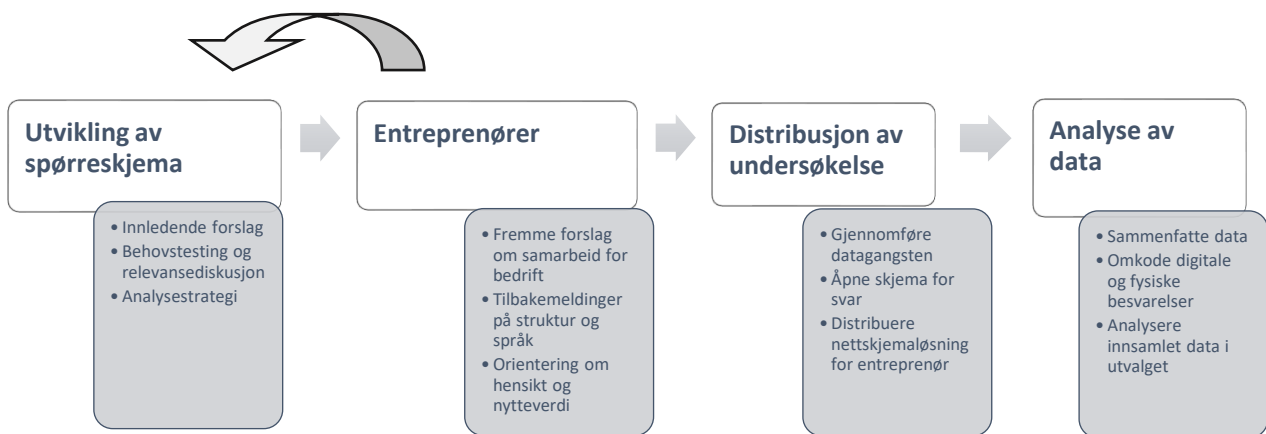 Utvikling av
spørreskjema
• Innledende forslag
• Behovstesting og
relevansediskusjon
• Analysestrategi
Entreprenører
• Fremme forslag
om samarbeid for
bedrift
• Tilbakemeldinger
på struktur og
språk
• Orientering om
hensikt og
nytteverdi
Distribusjon av
undersøkelse
• Gjennomføre
datagangsten
• Åpne skjema for
svar
• Distribuere
nettskjemaløsning
for entreprenør
Analyse av
data
• Sammenfatte data
• Omkode digitale
og fysiske
besvarelser
• Analysere
innsamlet data i
utvalget